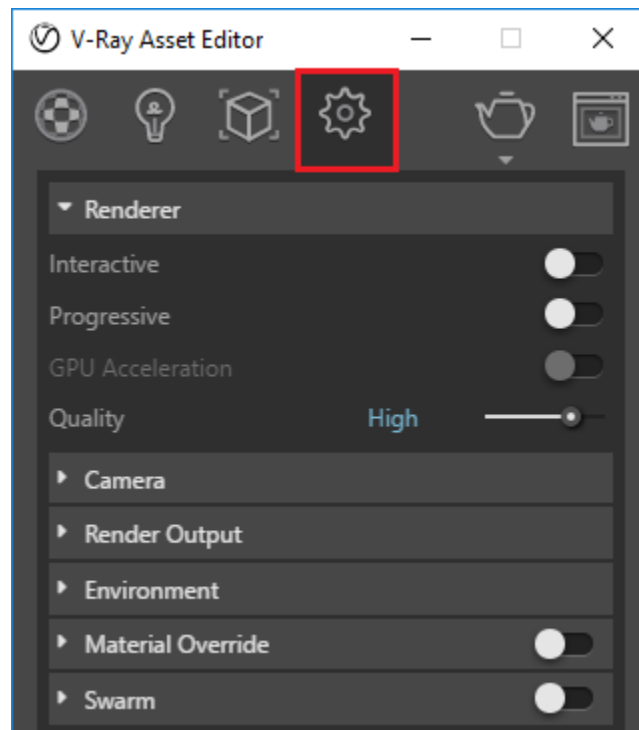 V-Ray Asset Editor
Renderer
Interactive
Progressive
GPU Acceleration
Quality High
Camera
Render Output
Environment
Material Override
Swarm